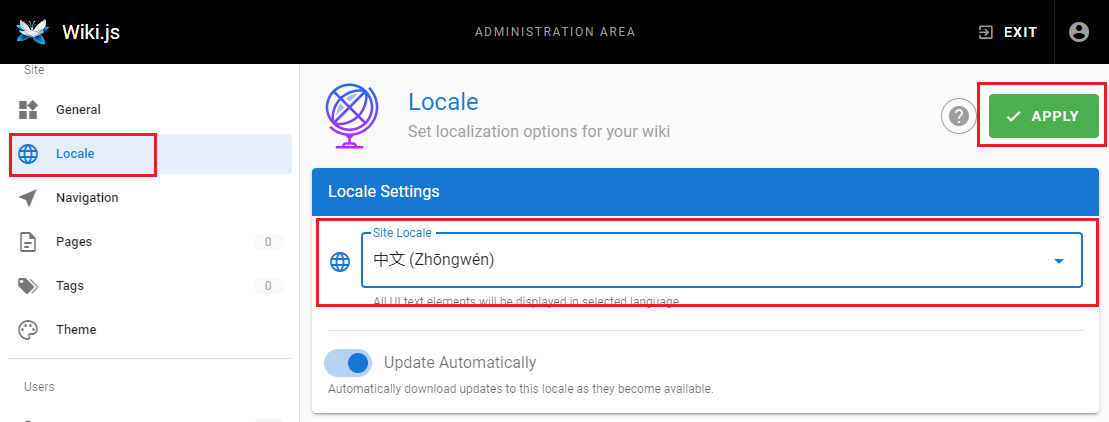 Wiki.js
ADMINISTRATION AREA
EXIT
Site
General
Locale
Navigation
Pages 0
Tags 0
Theme
Users
Locale
Set localization options for your wiki
?
APPLY
Locale Settings
Site Locale
中文 (Zhōngwén)
All UI text elements will be displayed in selected language.
Update Automatically
Automatically download updates to this locale as they become available.